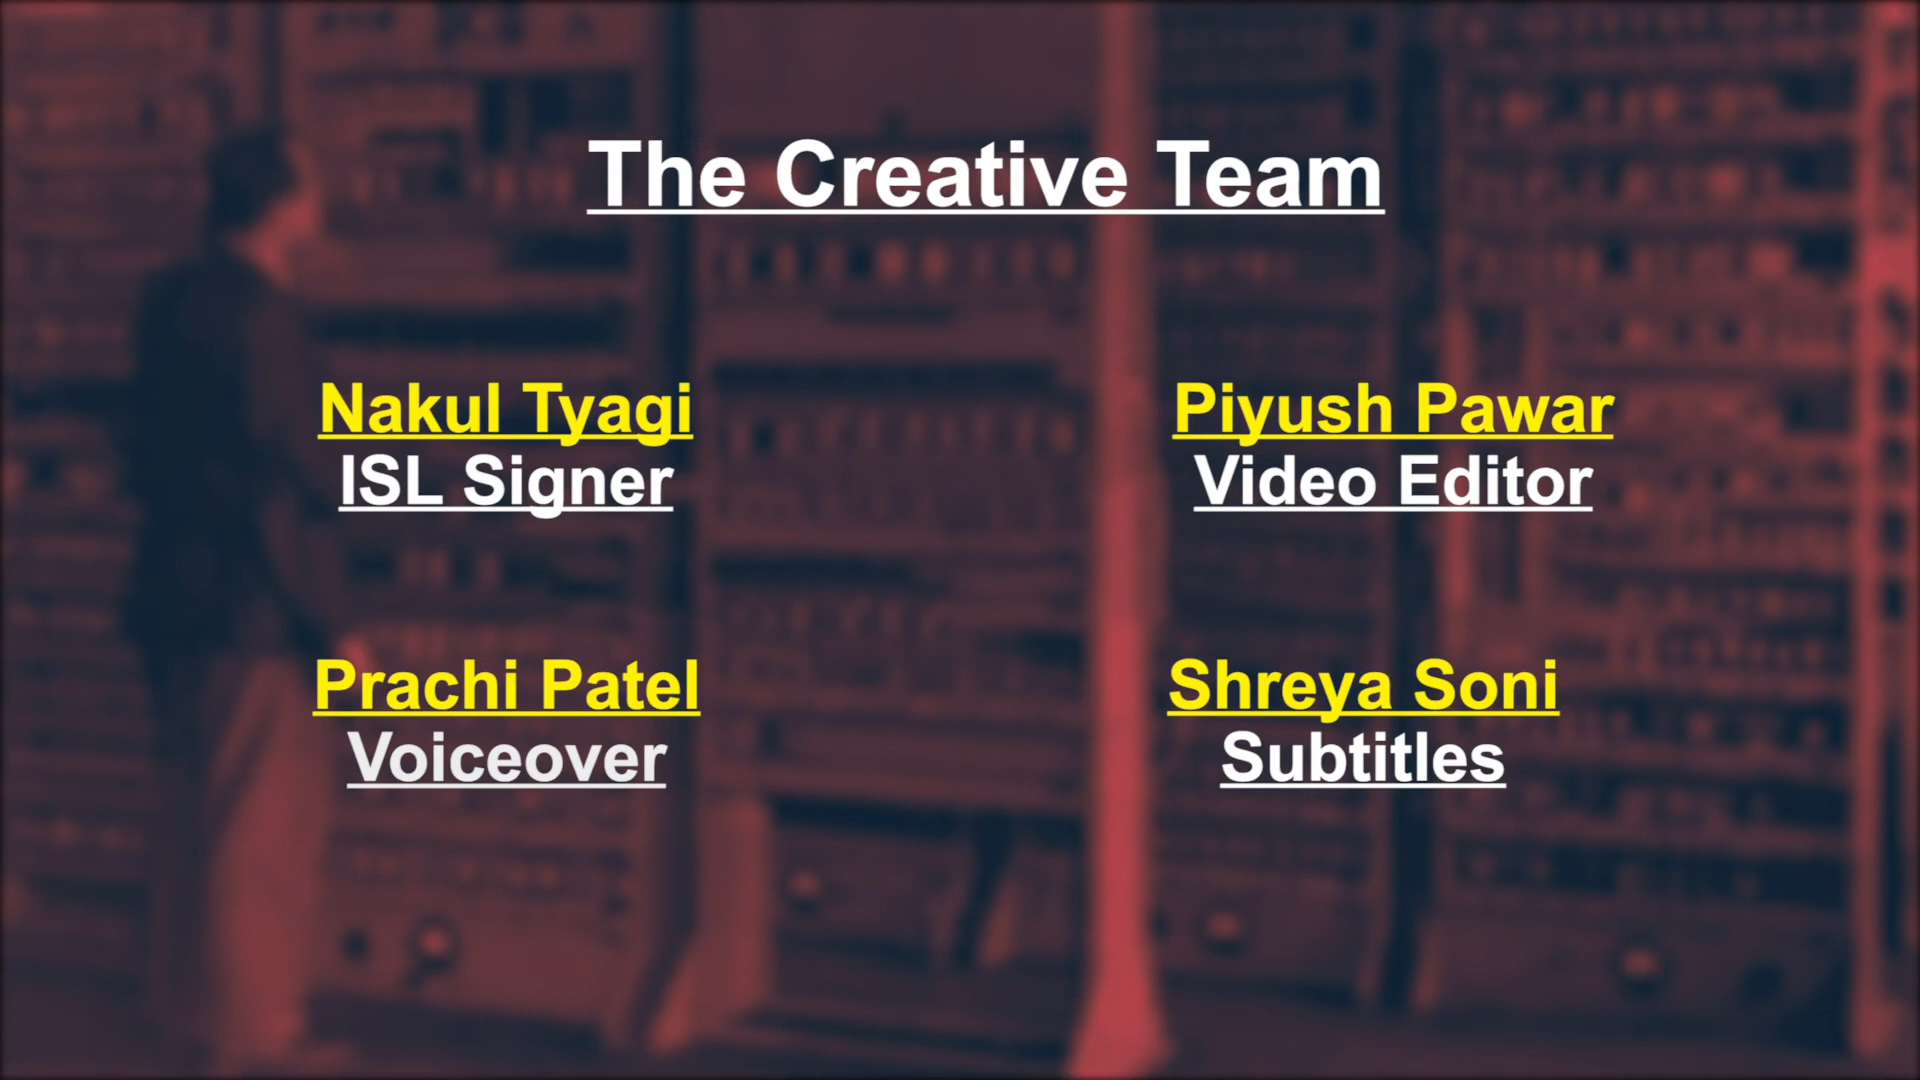 The Creative Team
Nakul Tyagi
ISL Signer
Piyush Pawar
Video Editor
Prachi Patel
Voiceover
Shreya Soni
Subtitles